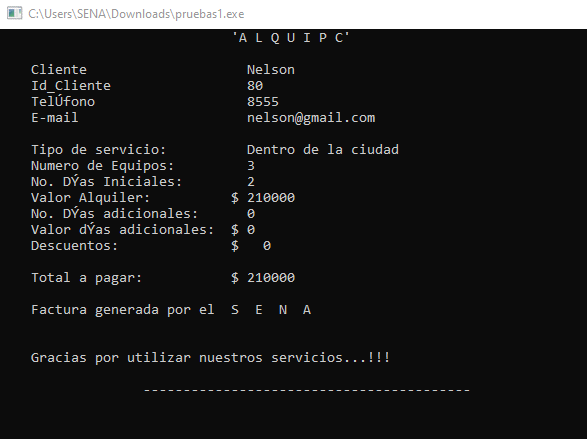 C:\Users\SENA\Downloads\pruebas1.exe
'A L Q U I P C'
Cliente Nelson
Id_Cliente 80
TelÚfono 8555
E-mail nelson@gmail.com
Tipo de servicio: Dentro de la ciudad
Numero de Equipos: 3
No. DÝas Iniciales: 2
Valor Alquiler: $ 210000
No. DÝas adicionales: 0
Valor dÝas adicionales: $ 0
Descuentos: $ 0
Total a pagar: $ 210000
Factura generada por el S E N A
Gracias por utilizar nuestros servicios...!!!
-----------------------------------------